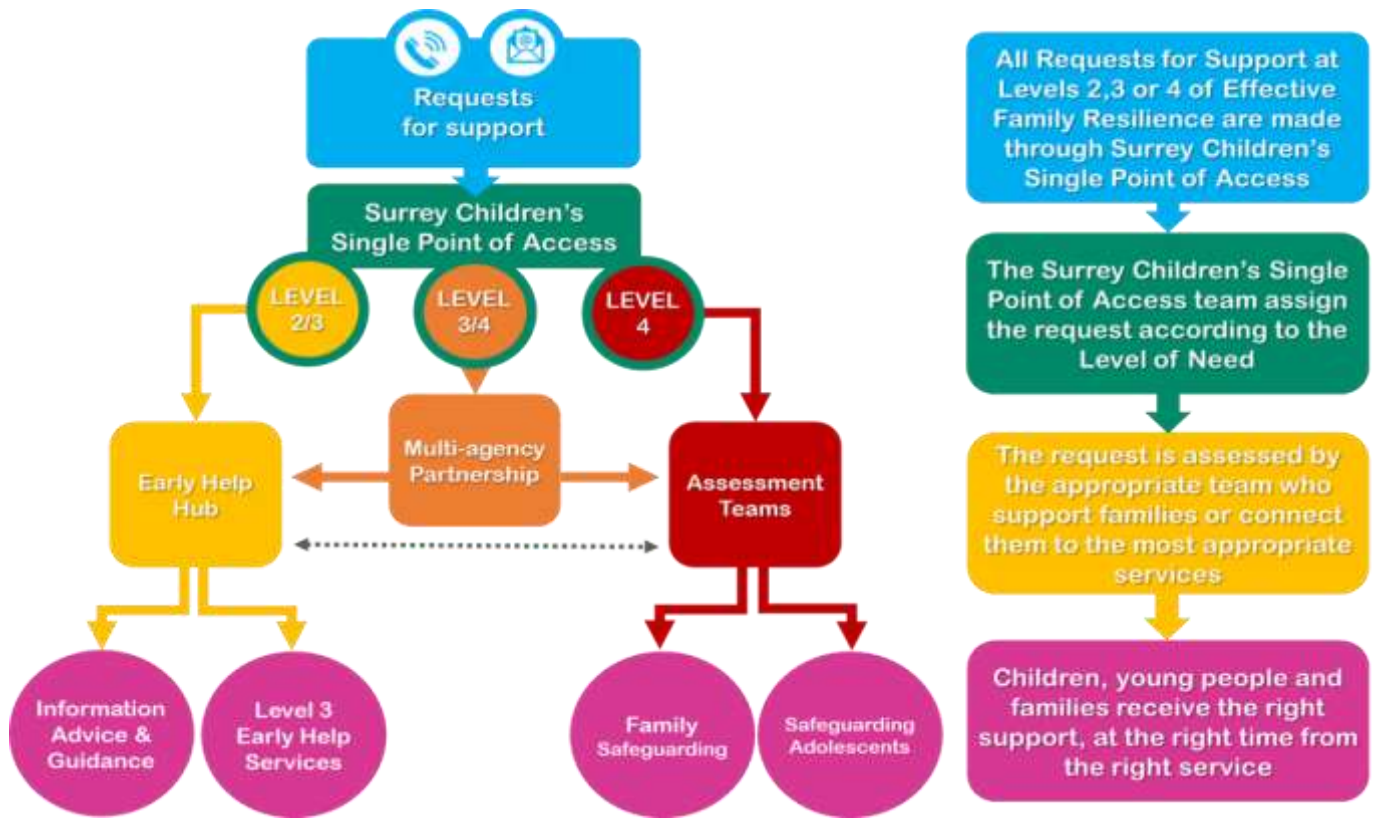 Requests
for support
Surrey Children's
Single Point of Access
LEVEL
2/3
LEVEL
3/4
LEVEL
4
Early Help
Hub
Multi-agency
Partnership
Assessment
Teams
Information
Advice &
Guidance
Level 3
Early Help
Services
Family
Safeguarding
Safeguarding
Adolescents
All Requests for Support at
Levels 2,3 or 4 of Effective
Family Resilience are made
through Surrey Children's
Single Point of Access
The Surrey Children's Single
Point of Access team assign
the request according to the
Level of Need
The request is assessed by
the appropriate team who
support families or connect
them to the most appropriate
services
Children, young people and
families receive the right
support, at the right time from
the right service